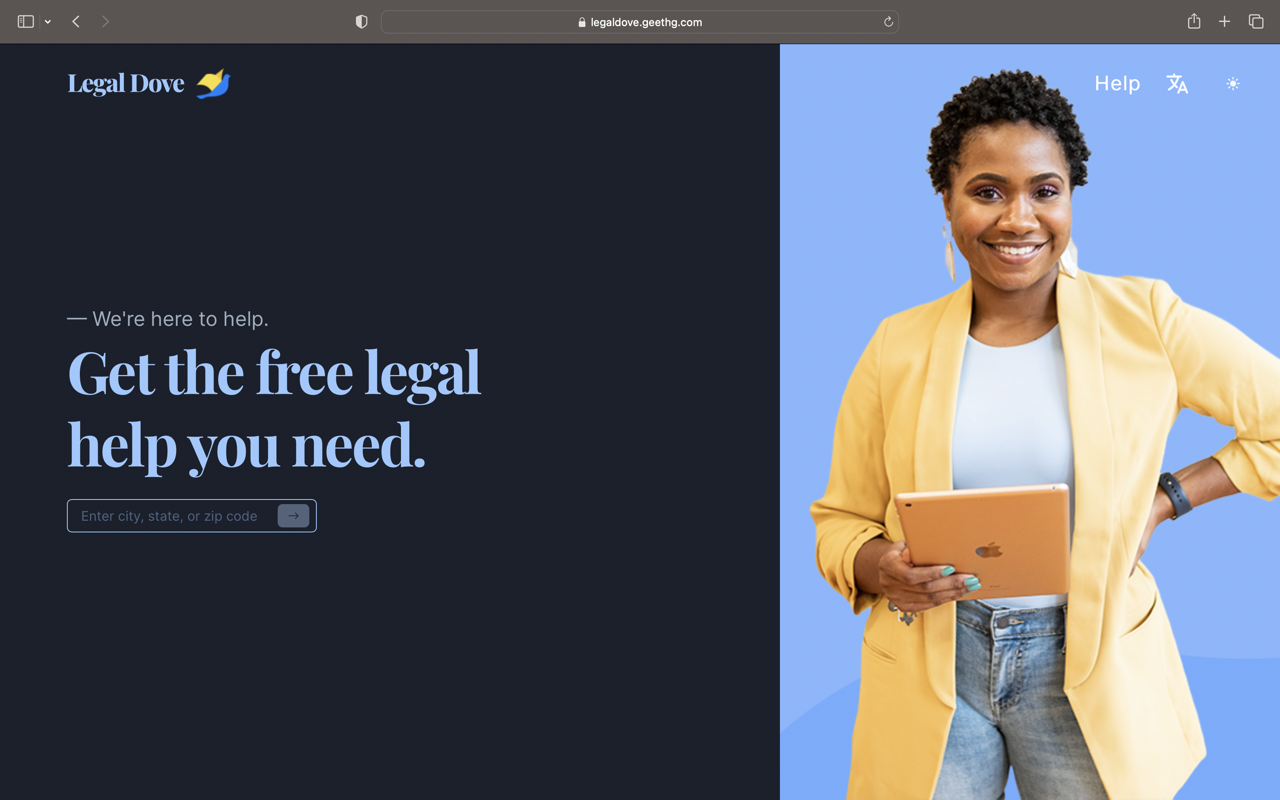 legaldove.geethg.com
Legal Dove
Help
— We're here to help.
Get the free legal
help you need.
Enter city, state, or zip code